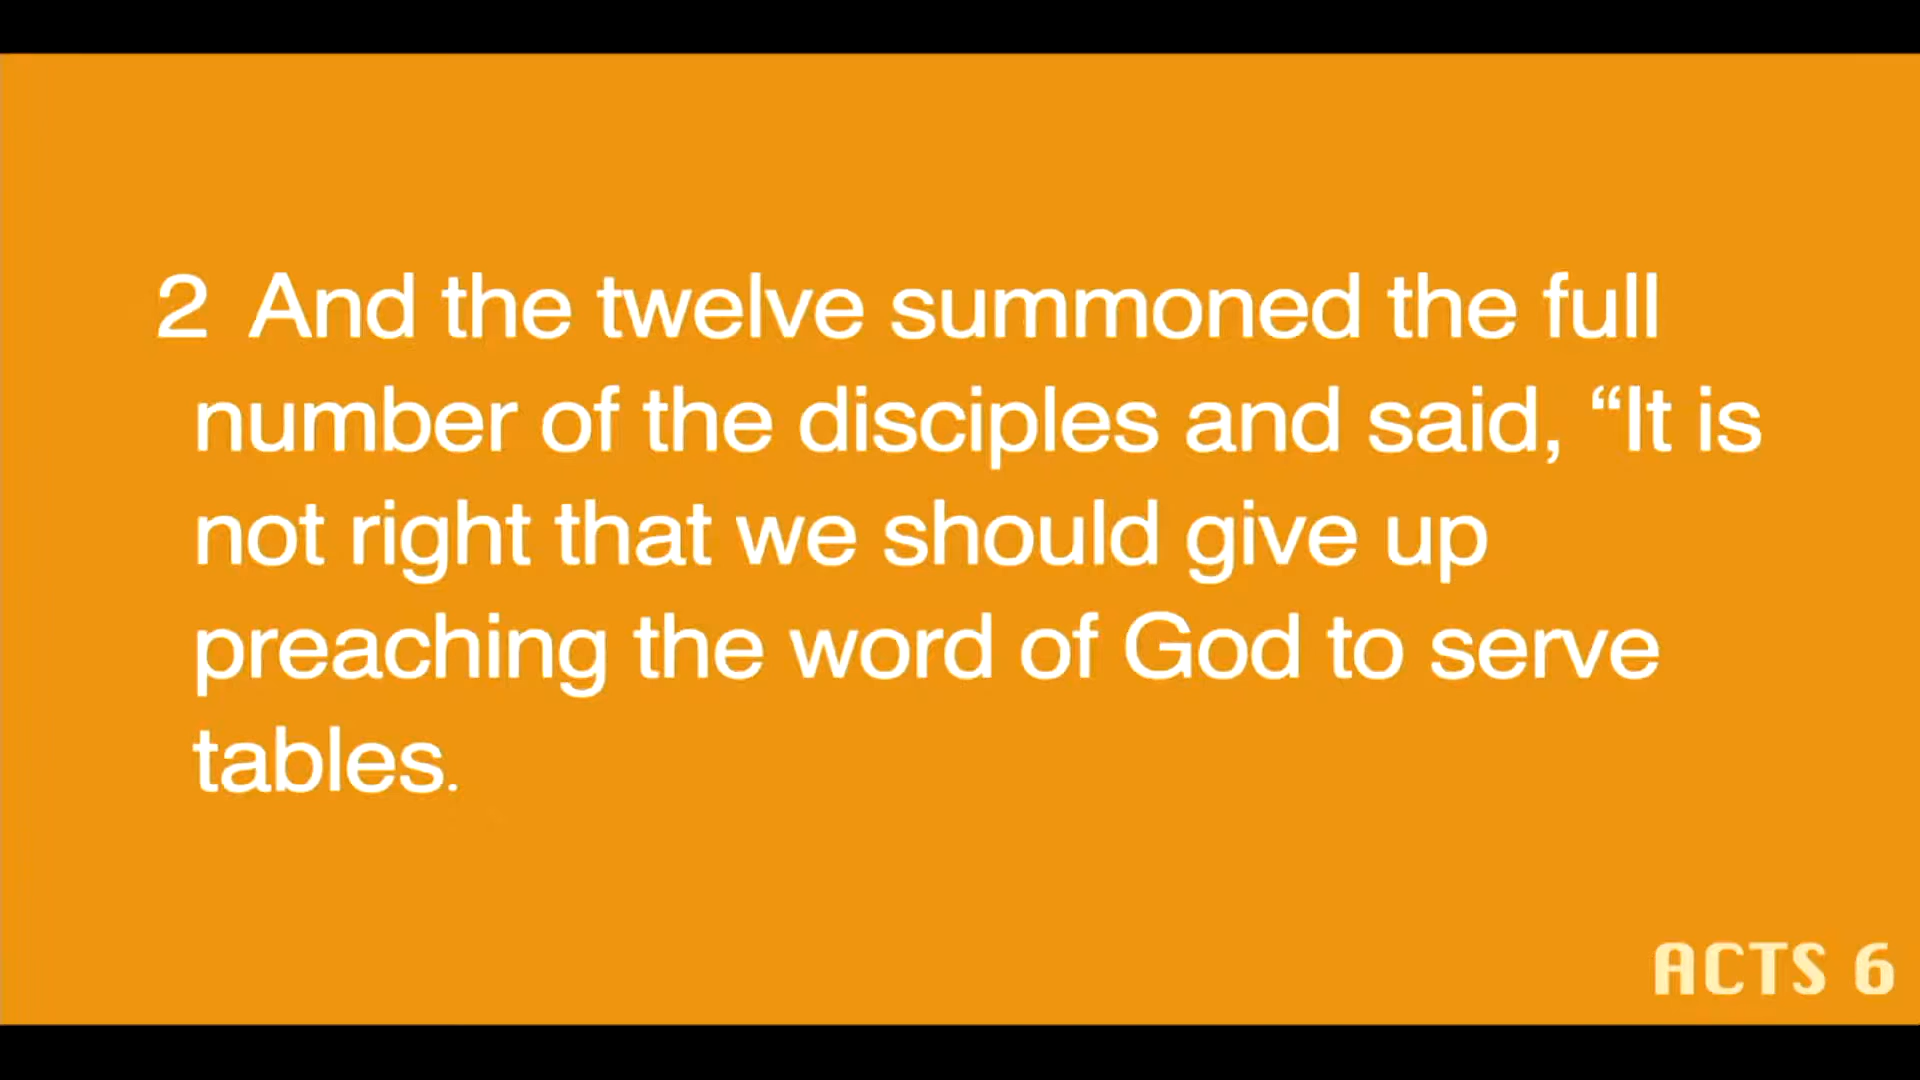 2 And the twelve summoned the full
number of the disciples and said, “It is
not right that we should give up
preaching the word of God to serve
tables.
ACTS 6